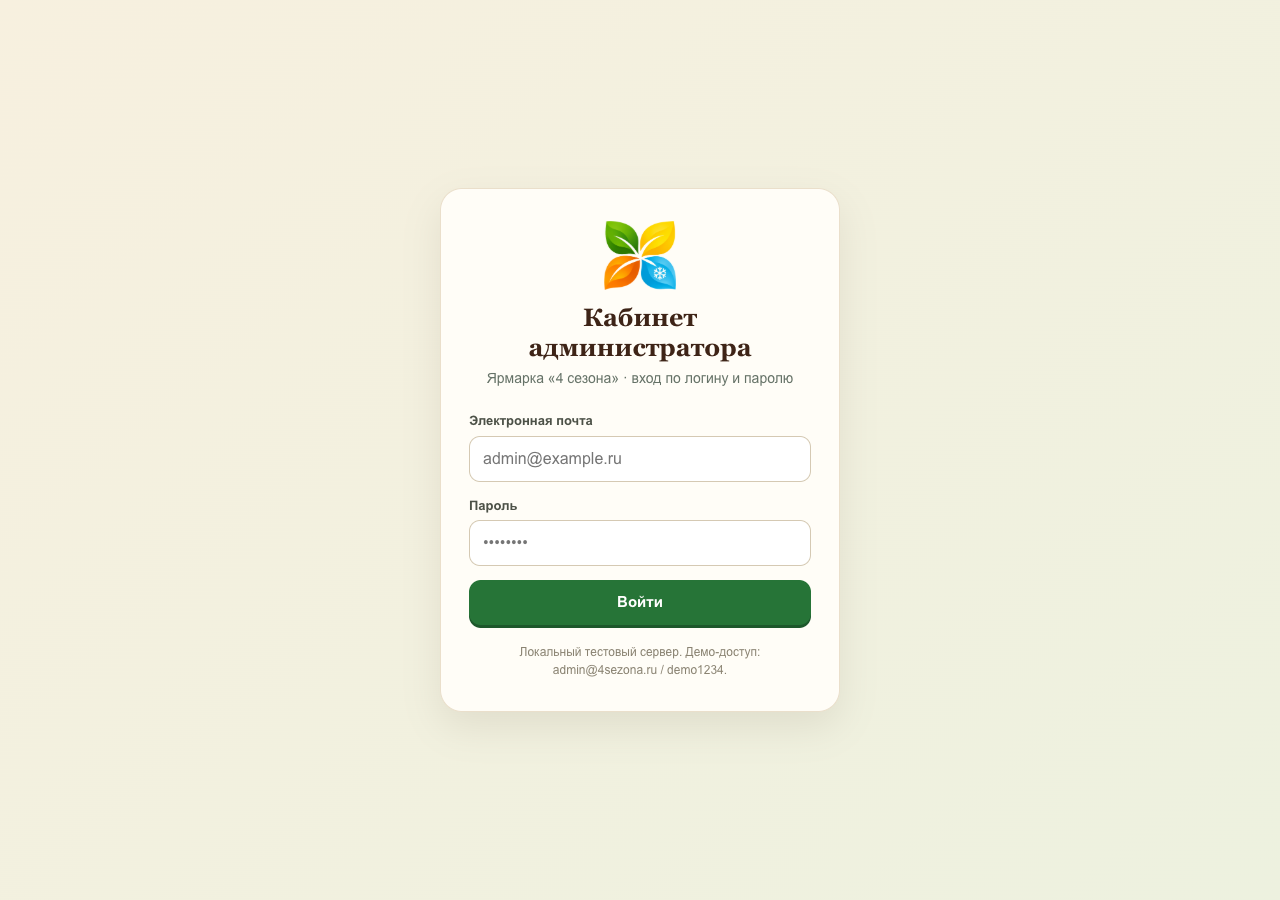 Кабинет
администратора
Ярмарка «4 сезона» · вход по логину и паролю
Электронная почта
admin@example.ru
Пароль
••••••••
Войти
Локальный тестовый сервер. Демо-доступ:
admin@4sezona.ru / demo1234.